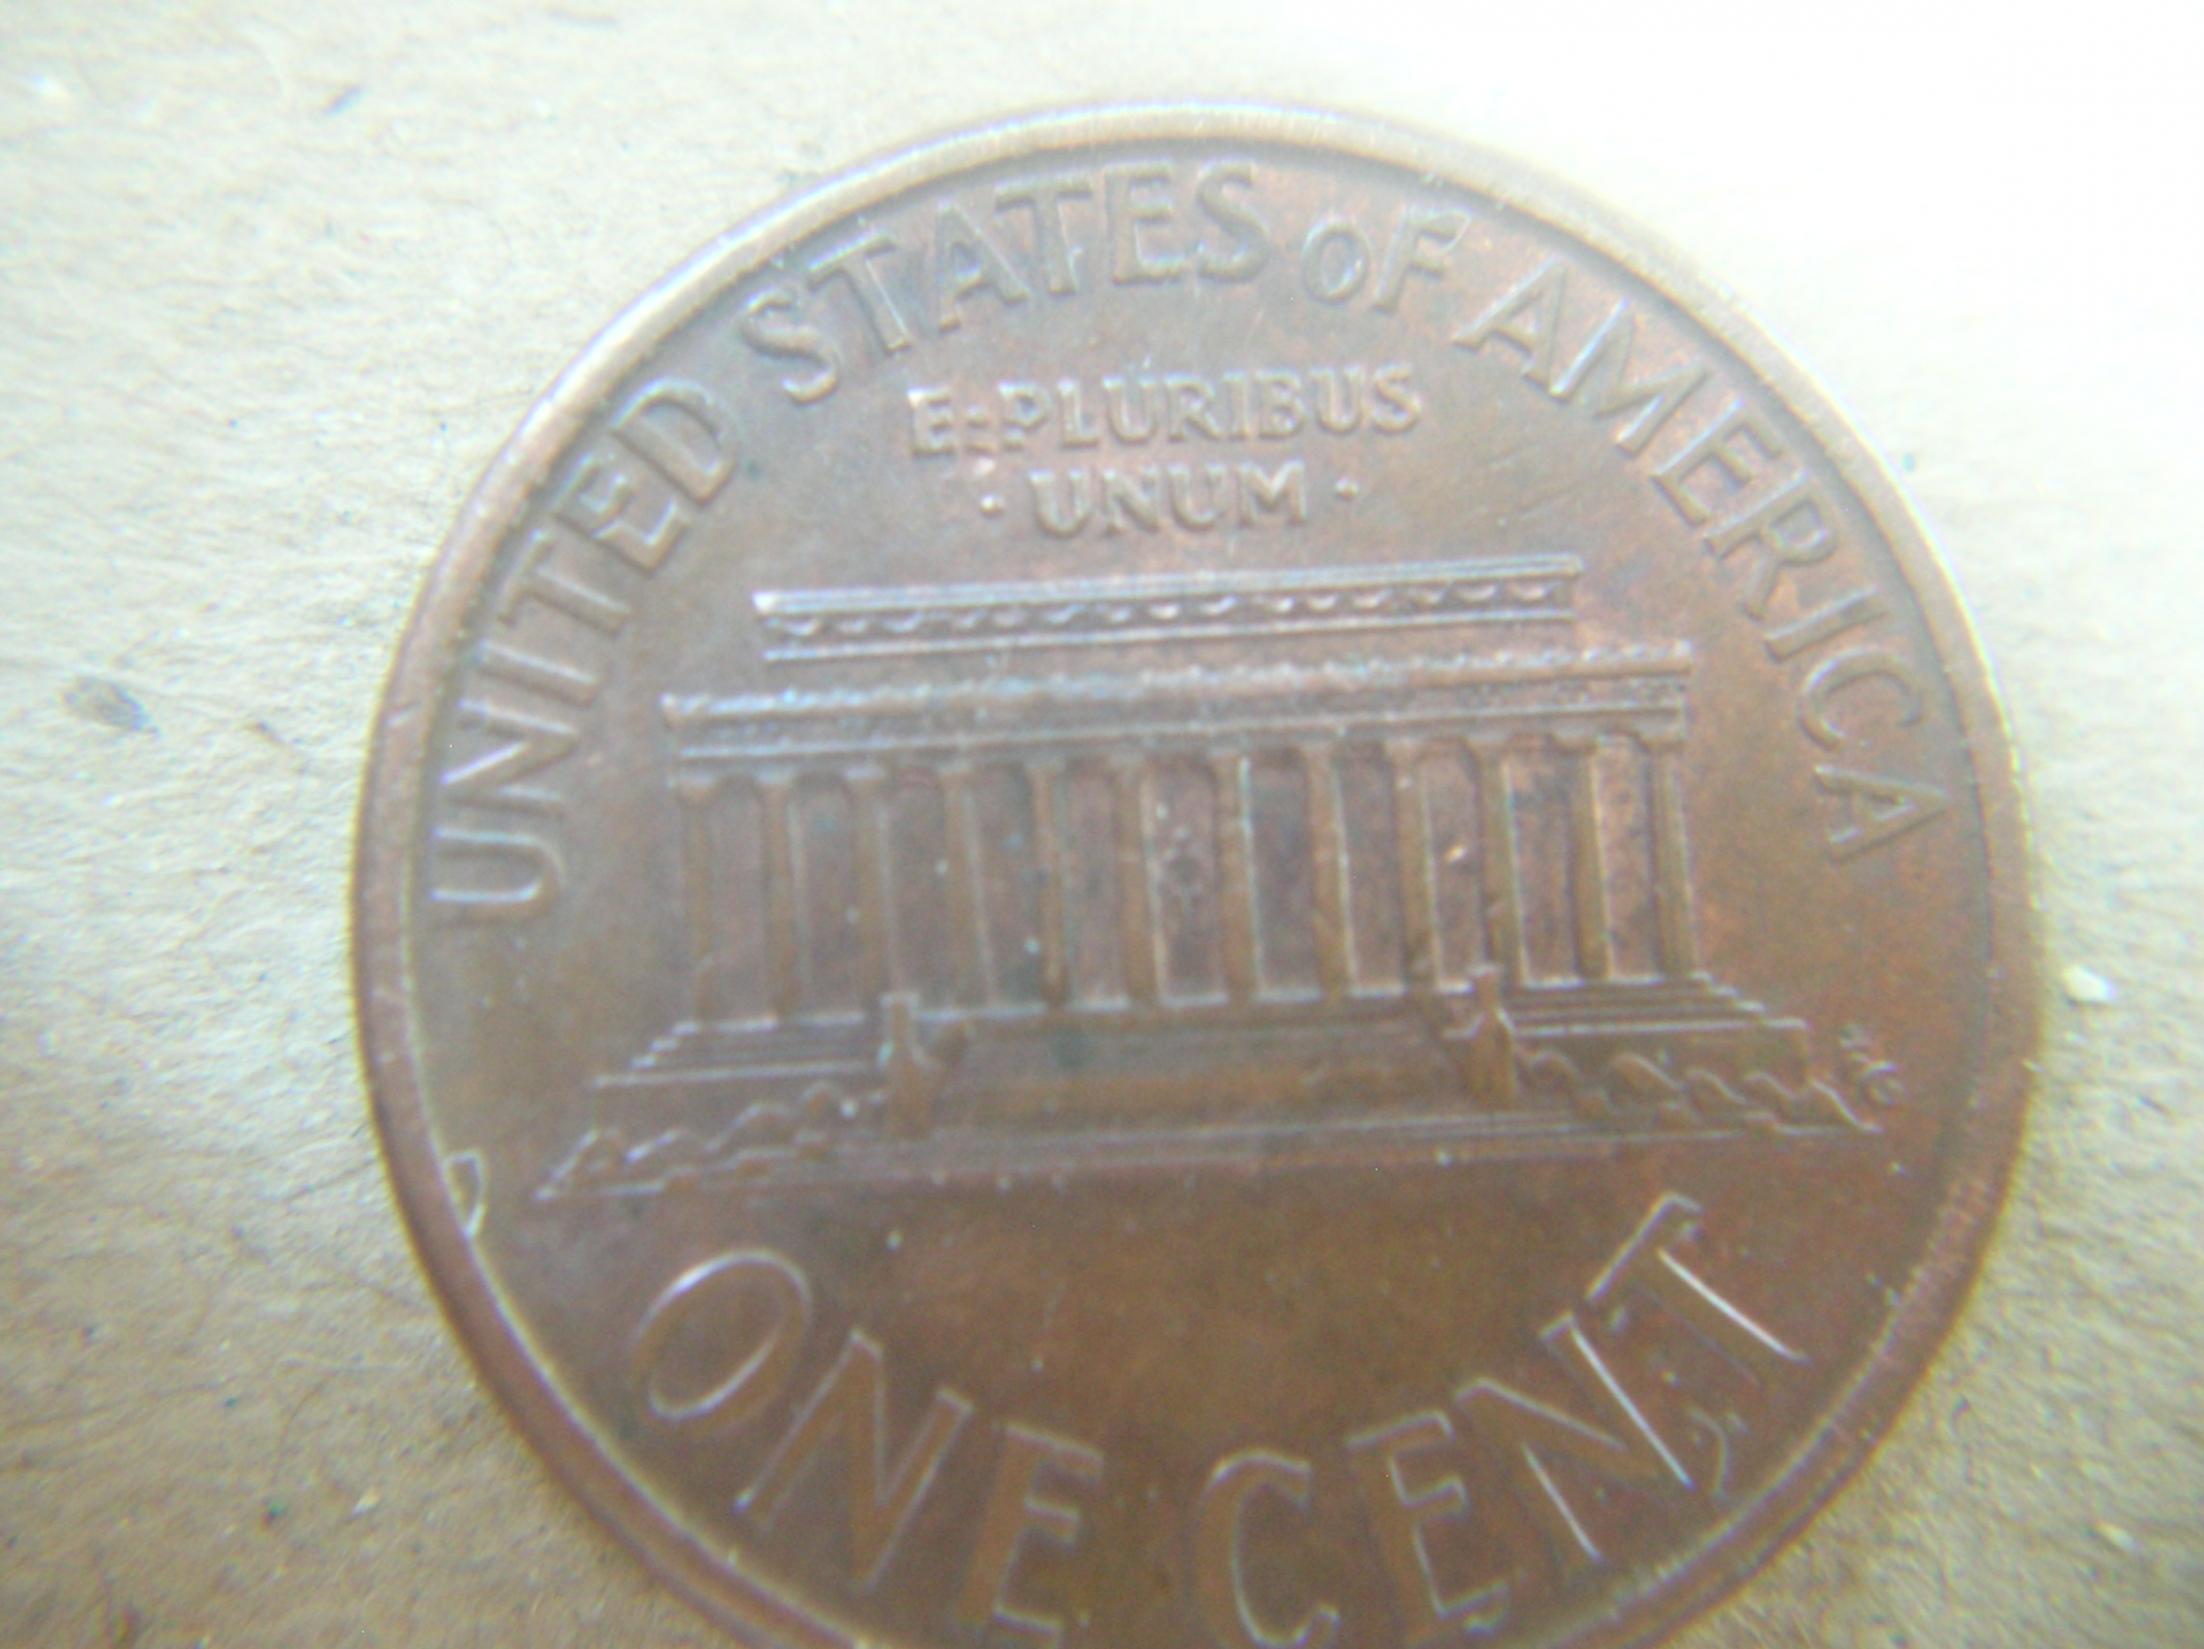 UNITED STATES OF AMERICA
E·PLURIBUS
·UNUM·
ONE CENT